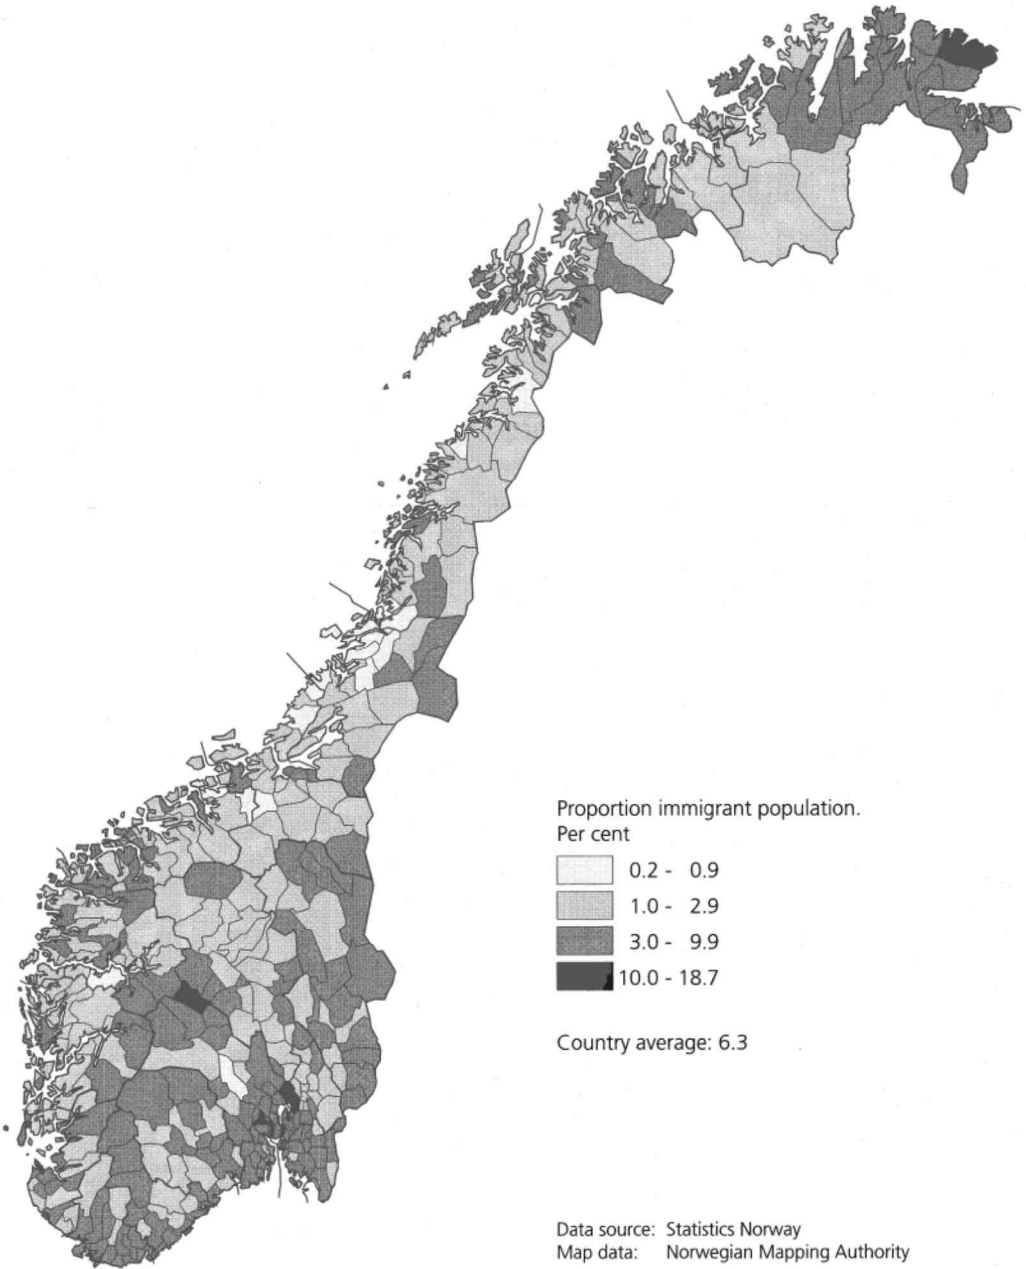 Proportion immigrant population.
Per cent
0.2 - 0.9
1.0 - 2.9
3.0 - 9.9
10.0 - 18.7
Country average: 6.3
Data source: Statistics Norway
Map data: Norwegian Mapping Authority